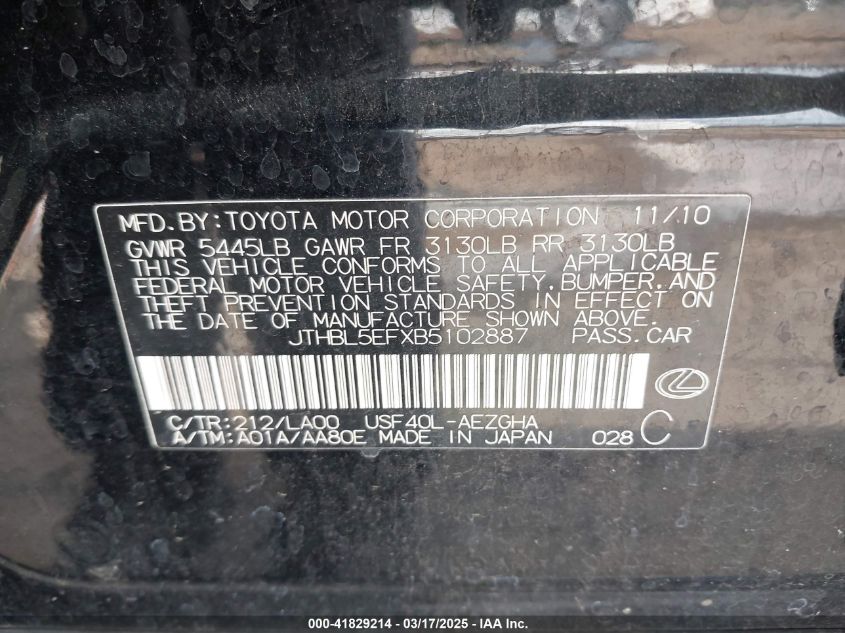 MFD.BY:TOYOTA MOTOR CORPORATION 11/10
GVWR 5445LB GAWR FR 3130LB RR 3130LB
THIS VEHICLE CONFORMS TO ALL APPLICABLE
FEDERAL MOTOR VEHICLE SAFETY,BUMPER,AND
THEFT PREVENTION STANDARDS IN EFFECT ON
THE DATE OF MANUFACTURE SHOWN ABOVE.
JTHBL5EFXB5102887 PASS.CAR
C/TR:212/LA00 USF40L-AEZGHA
A/TM:A01A/AA80E MADE IN JAPAN 028 C
000-41829214 - 03/17/2025 - IAA Inc.